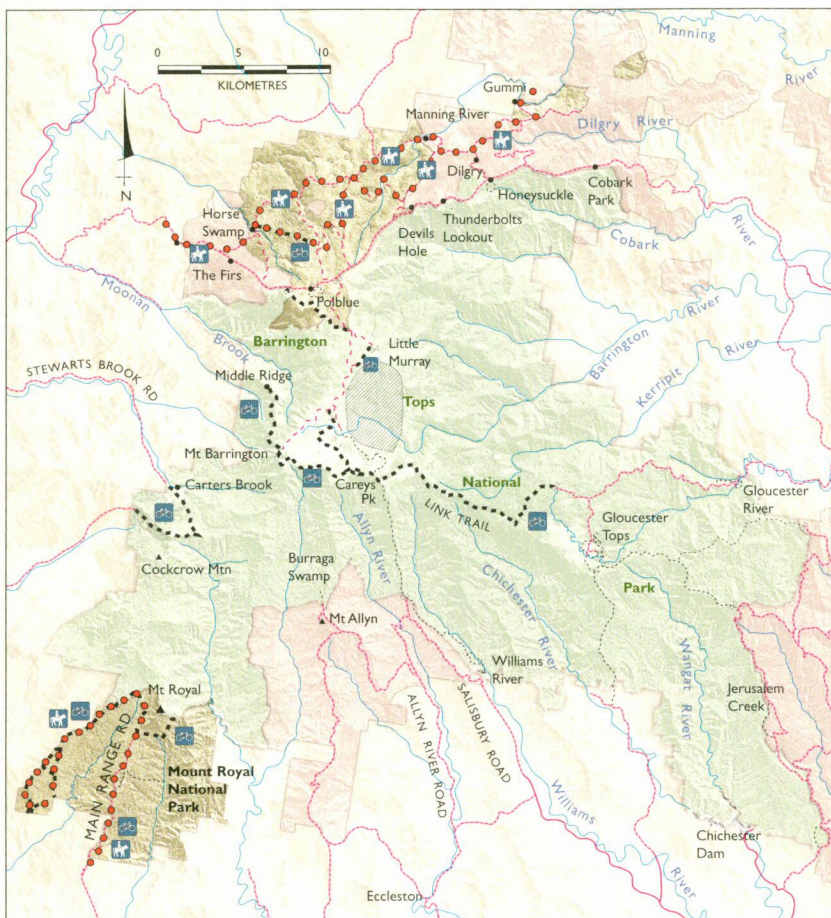 0 5 10
KILOMETRES
N
Manning
River
Gummi
Manning River
Dilgry River
Dilgry
Honeysuckle
Cobark
Park
Horse
Swamp
Devils
Hole
Thunderbolts
Lookout
Cobark
River
The Firs
Polblue
Moonan
Brook
Barrington
Little
Murray
Barrington River
STEWARTS BROOK RD
Middle Ridge
Tops
Kerripit River
Mt Barrington
Carters Brook
Careys
Pk
National
LINK TRAIL
Gloucester
River
Gloucester
Tops
Allyn River
Cockcrow Mtn
Burraga
Swamp
Chichester River
Park
Mt Allyn
Wangat River
Williams
River
Jerusalem
Creek
Mt Royal
MAIN RANGE RD
Mount Royal
National
Park
ALLYN RIVER ROAD
SALISBURY ROAD
Williams
River
Chichester
Dam
Eccleston